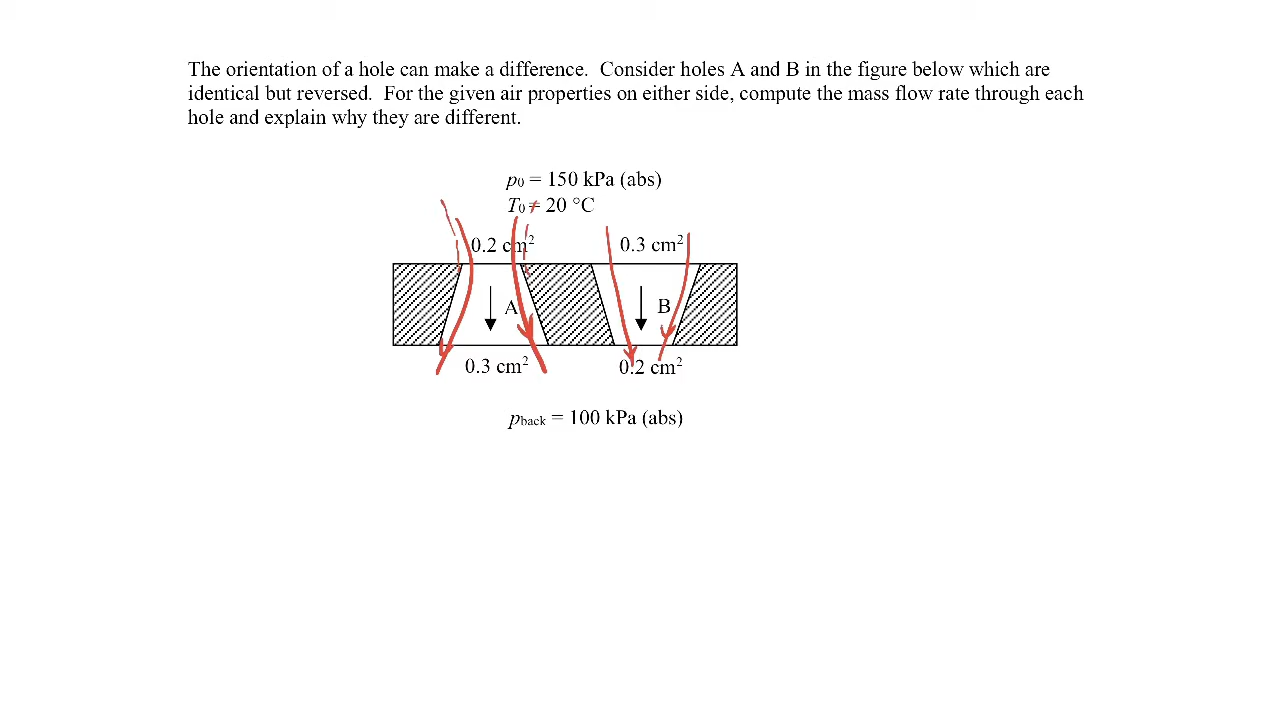 The orientation of a hole can make a difference.  Consider holes A and B in the figure below which are
identical but reversed.  For the given air properties on either side, compute the mass flow rate through each
hole and explain why they are different.
p0 = 150 kPa (abs)
T0 = 20 °C
0.2 cm² 0.3 cm²
A B
0.3 cm² 0.2 cm²
pback = 100 kPa (abs)